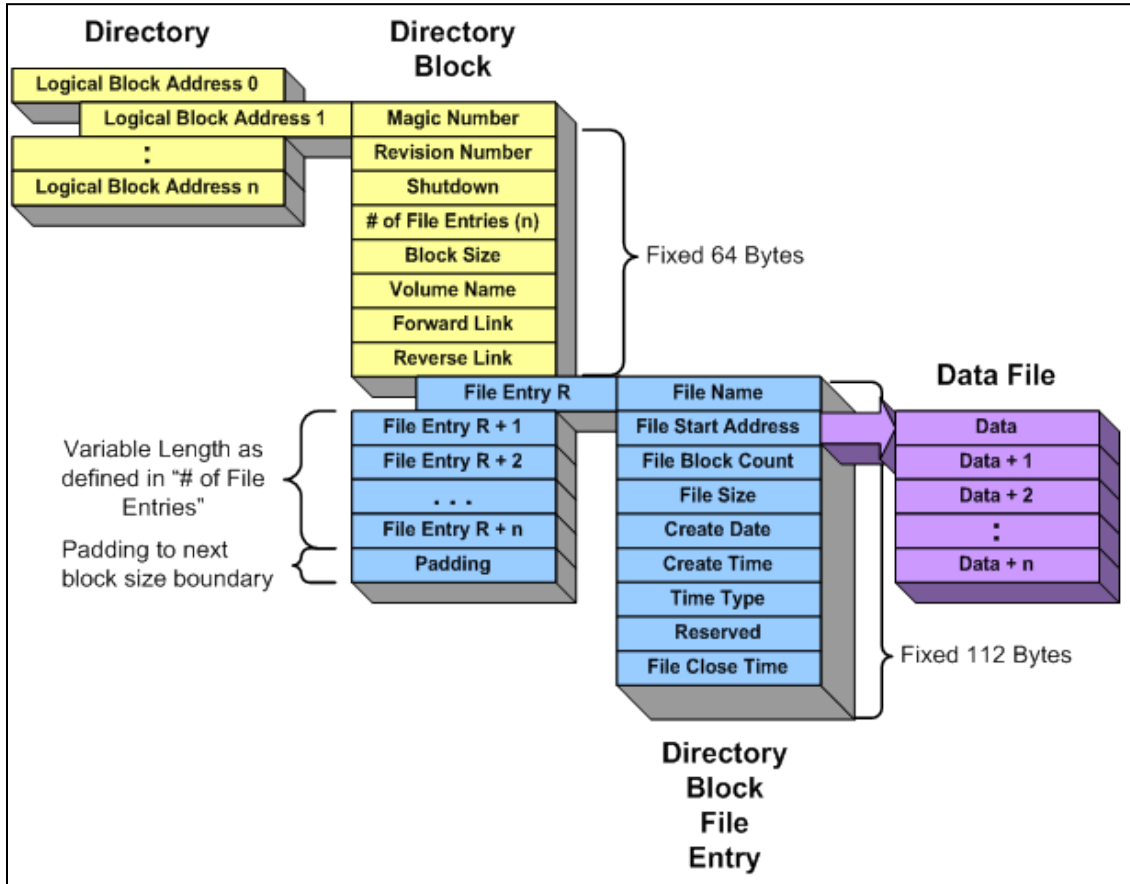 Directory
Logical Block Address 0
Logical Block Address 1
:
Logical Block Address n
Directory
Block
Magic Number
Revision Number
Shutdown
# of File Entries (n)
Block Size
Volume Name
Forward Link
Reverse Link
Fixed 64 Bytes
File Entry R
File Entry R + 1
File Entry R + 2
. . .
File Entry R + n
Padding
Variable Length as
defined in “# of File
Entries”
Padding to next
block size boundary
File Name
File Start Address
File Block Count
File Size
Create Date
Create Time
Time Type
Reserved
File Close Time
Fixed 112 Bytes
Directory
Block
File
Entry
Data File
Data
Data + 1
Data + 2
:
Data + n